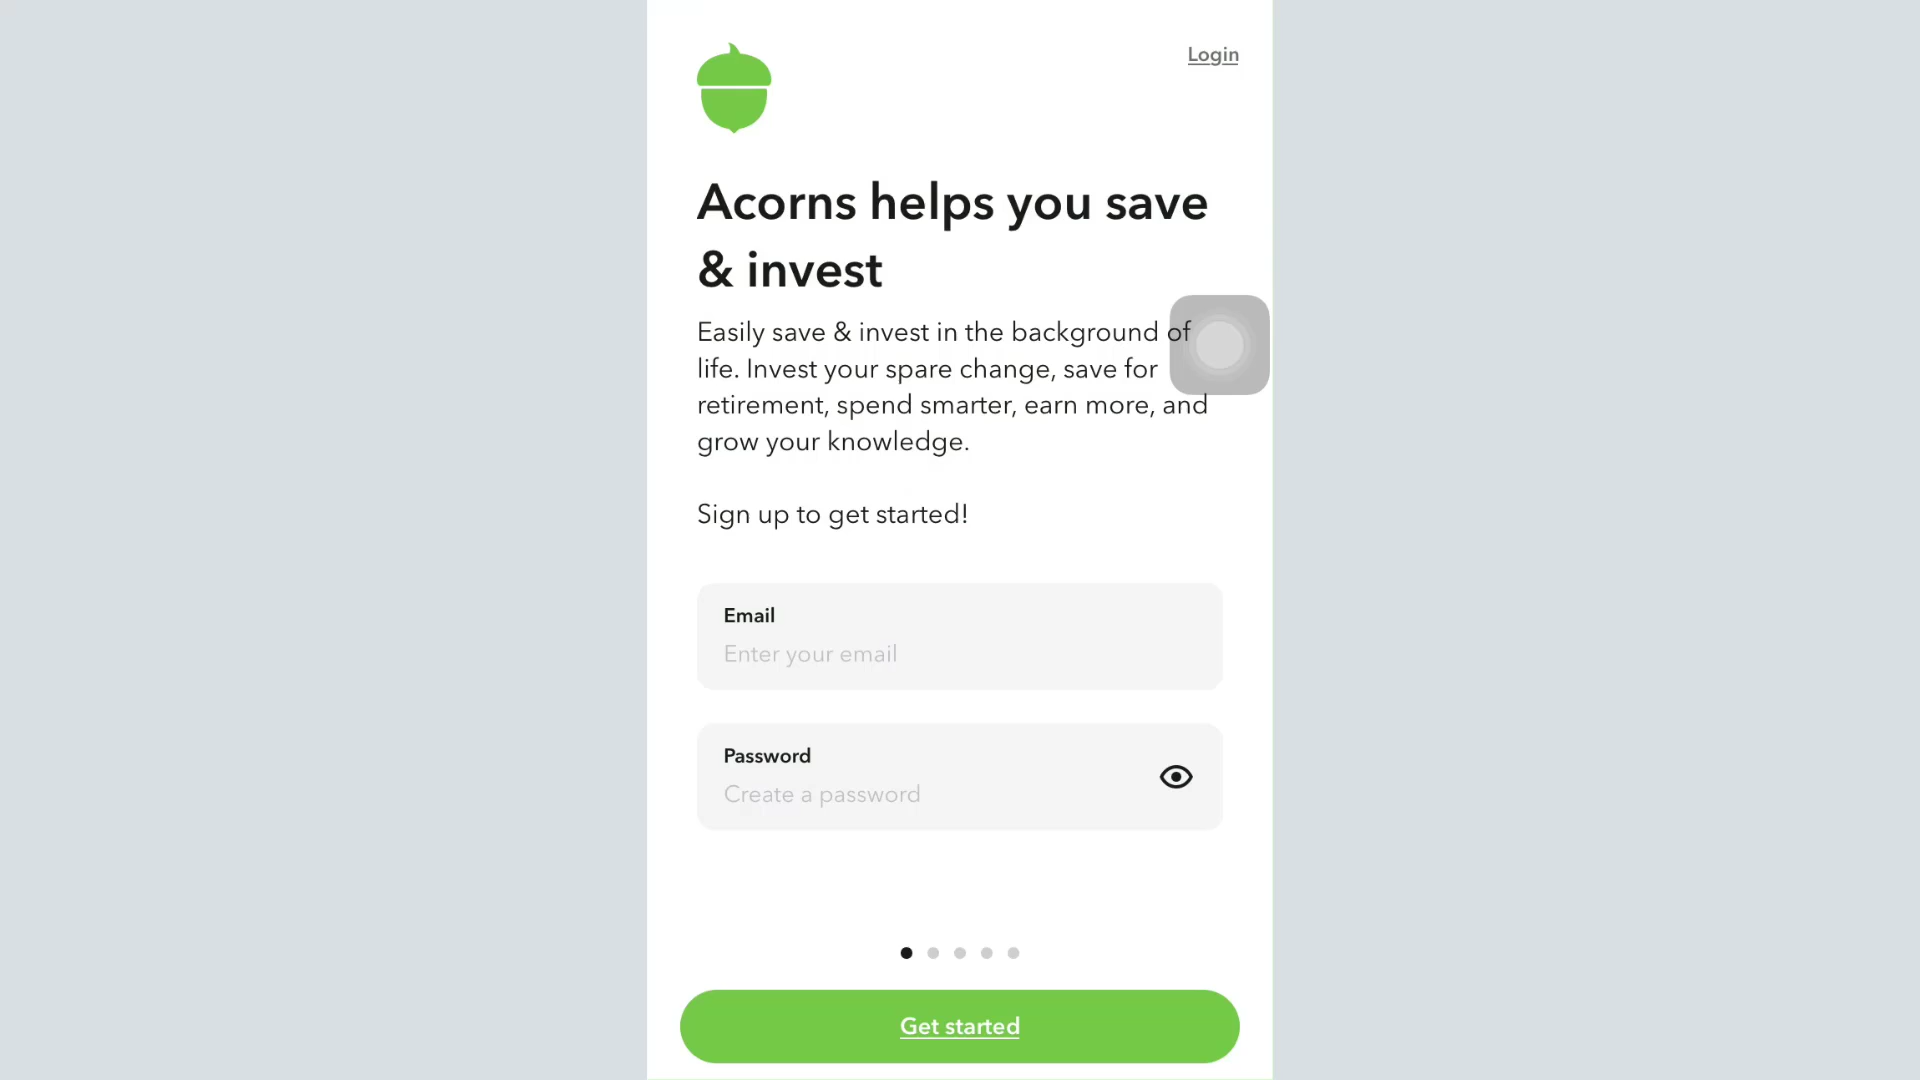 Login
Acorns helps you save
& invest
Easily save & invest in the background of
life. Invest your spare change, save for
retirement, spend smarter, earn more, and
grow your knowledge.
Sign up to get started!
Email
Enter your email
Password
Create a password
Get started